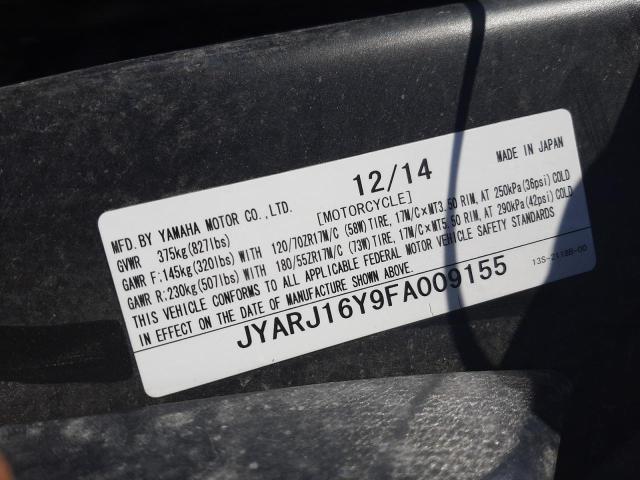 12/14
MADE IN JAPAN
MFD. BY YAMAHA MOTOR CO., LTD. [MOTORCYCLE]
GVWR 375kg(827lbs)
GAWR F: 145kg(320lbs) WITH 120/70ZR17M/C (58W) TIRE, 17M/C×MT3.50 RIM, AT 250kPa(36psi) COLD
GAWR R: 230kg(507lbs) WITH 180/55ZR17M/C (73W) TIRE, 17M/C×MT5.50 RIM, AT 290kPa(42psi) COLD
THIS VEHICLE CONFORMS TO ALL APPLICABLE FEDERAL MOTOR VEHICLE SAFETY STANDARDS
IN EFFECT ON THE DATE OF MANUFACTURE SHOWN ABOVE.
13S-2118B-00
JYARJ16Y9FA009155